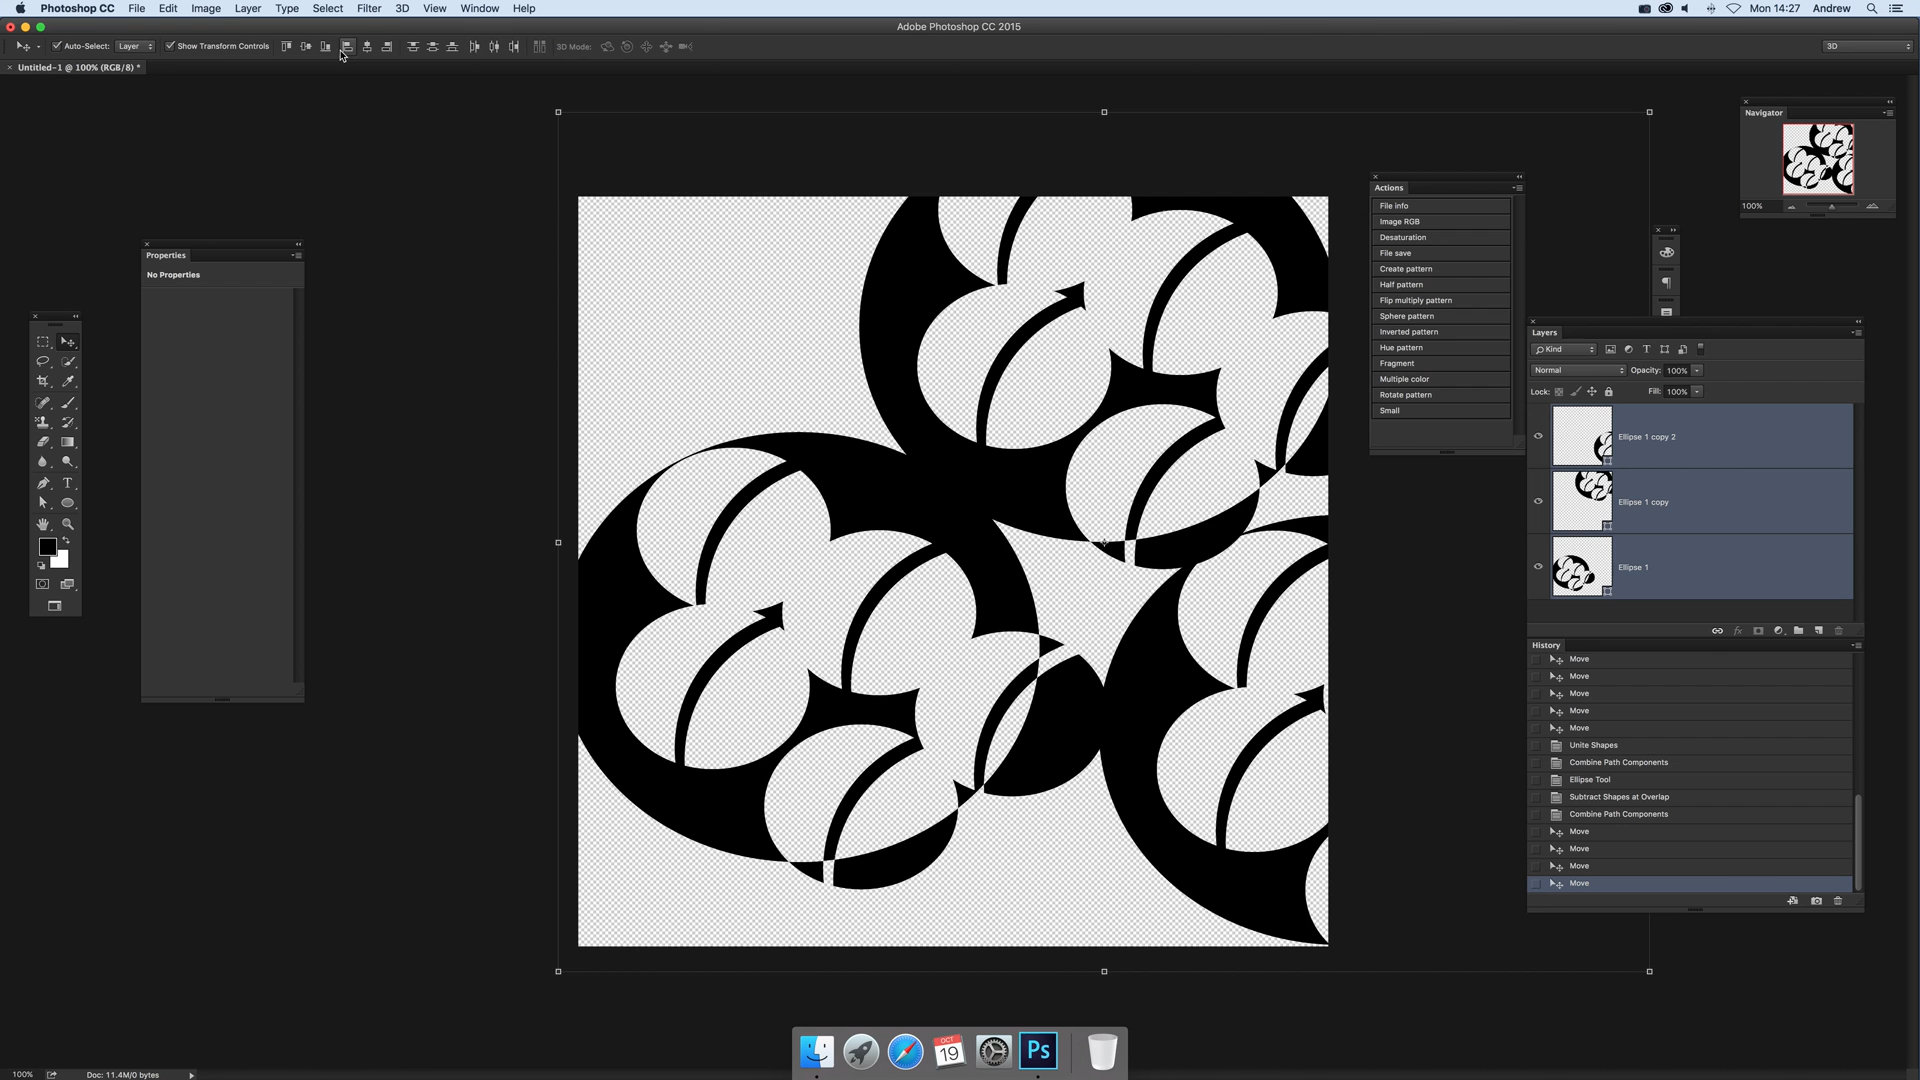 Photoshop CC File Edit Image Layer Type Select Filter 3D View Window Help Mon 14:27 Andrew
Adobe Photoshop CC 2015
Auto-Select: Layer Show Transform Controls 3D Mode: 3D
Untitled-1 @ 100% (RGB/8) *
Navigator
100%
Actions
File info
Image RGB
Desaturation
File save
Create pattern
Half pattern
Flip multiply pattern
Sphere pattern
Inverted pattern
Hue pattern
Fragment
Multiple color
Rotate pattern
Small
Properties
No Properties
Layers
Kind
Normal Opacity: 100%
Lock: Fill: 100%
Ellipse 1 copy 2
Ellipse 1 copy
Ellipse 1
History
Move
Move
Move
Move
Move
Unite Shapes
Combine Path Components
Ellipse Tool
Subtract Shapes at Overlap
Combine Path Components
Move
Move
Move
Move
OCT
19
Ps
100% Doc: 11.4M/0 bytes